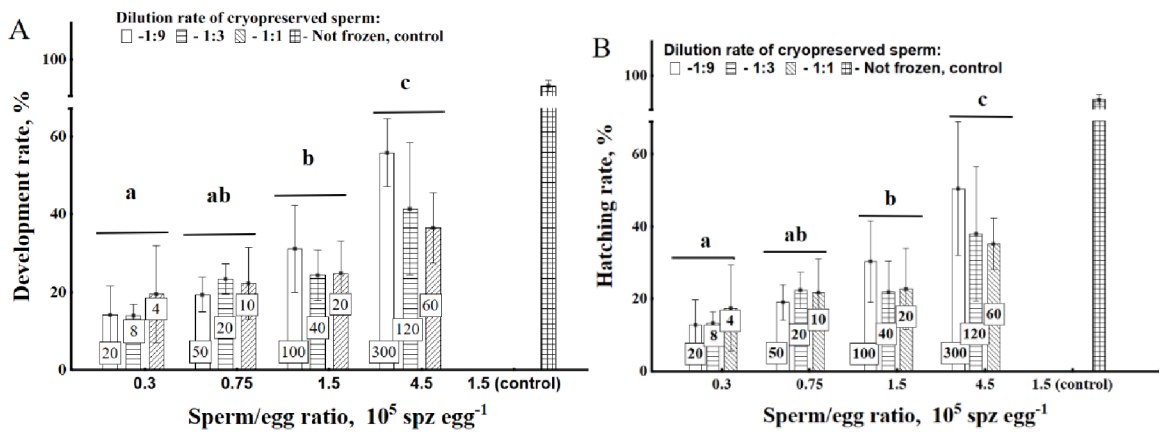 A
Dilution rate of cryopreserved sperm:
-1:9 - 1:3 - 1:1 - Not frozen, control
Development rate, %
100
60
40
20
0
a
ab
b
c
20
8
4
50
20
10
100
40
20
300
120
60
0.3
0.75
1.5
4.5
1.5 (control)
Sperm/egg ratio, 10⁵ spz egg⁻¹
B
Dilution rate of cryopreserved sperm:
-1:9 - 1:3 - 1:1 - Not frozen, control
Hatching rate, %
100
60
40
20
0
a
ab
b
c
20
8
4
50
20
10
100
40
20
300
120
60
0.3
0.75
1.5
4.5
1.5 (control)
Sperm/egg ratio, 10⁵ spz egg⁻¹